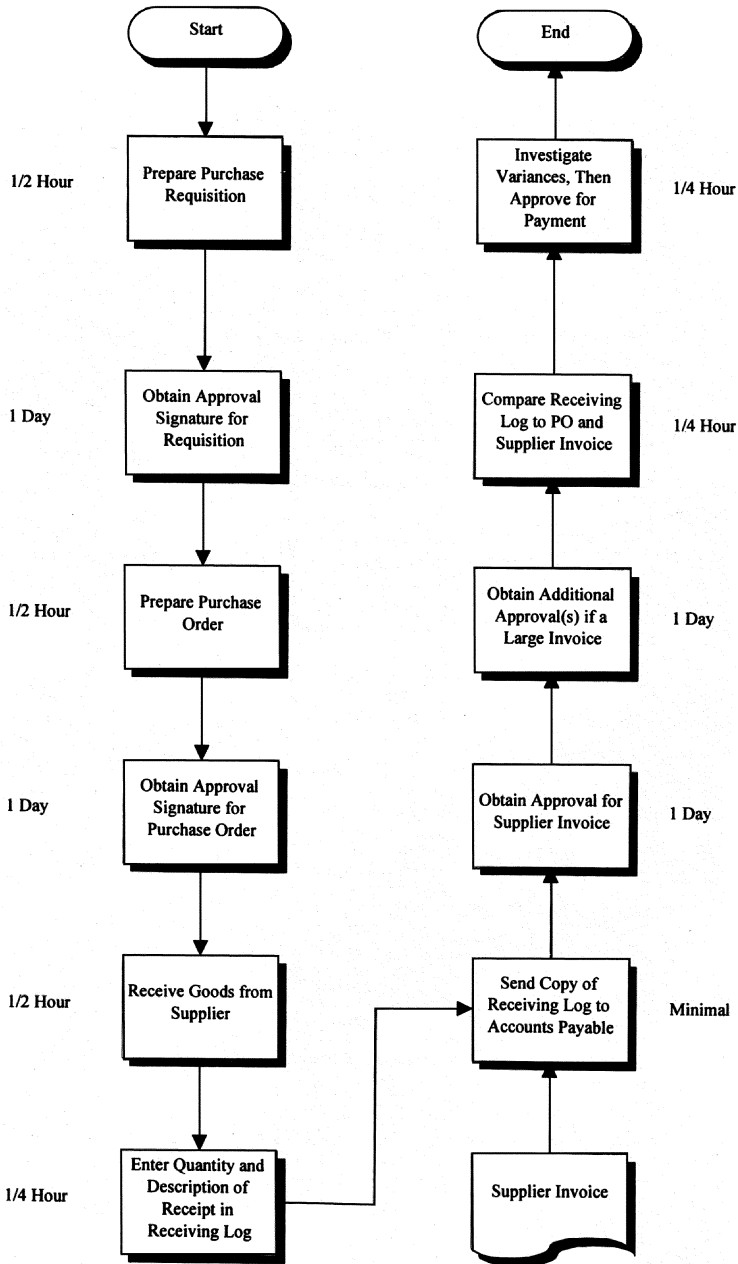 Start
1/2 Hour
Prepare Purchase
Requisition
1 Day
Obtain Approval
Signature for
Requisition
1/2 Hour
Prepare Purchase
Order
1 Day
Obtain Approval
Signature for
Purchase Order
1/2 Hour
Receive Goods from
Supplier
1/4 Hour
Enter Quantity and
Description of
Receipt in
Receiving Log
End
Investigate
Variances, Then
Approve for
Payment
1/4 Hour
Compare Receiving
Log to PO and
Supplier Invoice
1/4 Hour
Obtain Additional
Approval(s) if a
Large Invoice
1 Day
Obtain Approval for
Supplier Invoice
1 Day
Send Copy of
Receiving Log to
Accounts Payable
Minimal
Supplier Invoice